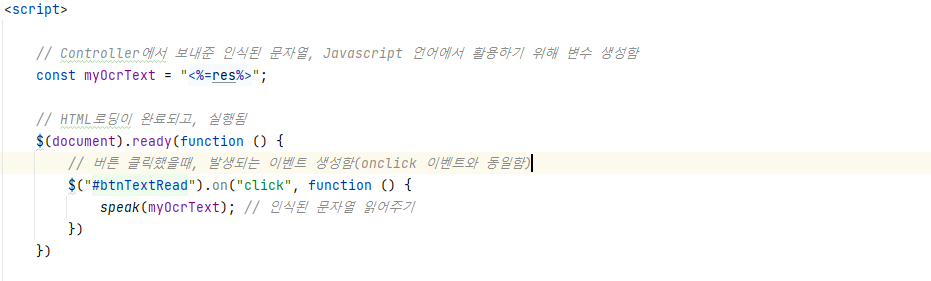 <script>
// Controller에서 보내준 인식된 문자열, Javascript 언어에서 활용하기 위해 변수 생성함
const myOcrText = "<%=res%>";
// HTML로딩이 완료되고, 실행됨
$(document).ready(function () {
// 버튼 클릭했을때, 발생되는 이벤트 생성함(onclick 이벤트와 동일함)
$("#btnTextRead").on("click", function () {
speak(myOcrText); // 인식된 문자열 읽어주기
})
})